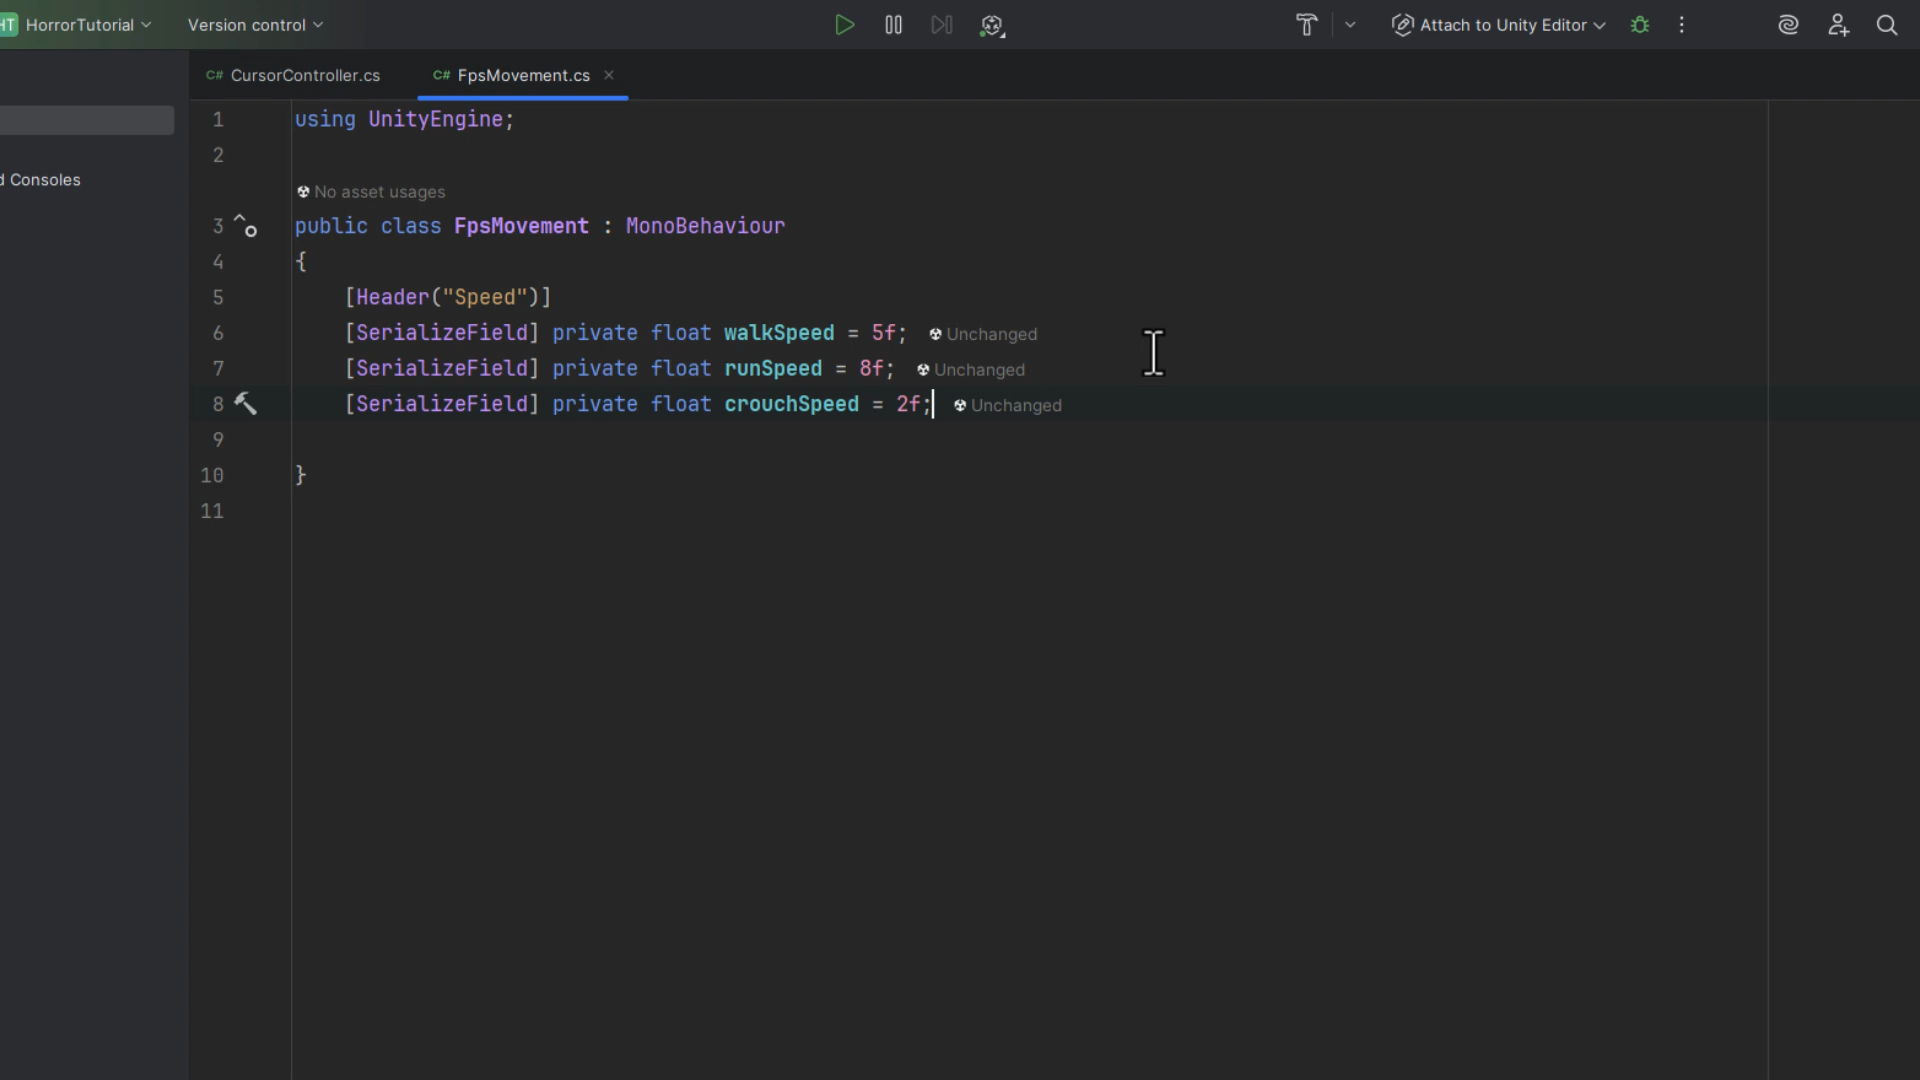 HT HorrorTutorial Version control Attach to Unity Editor
C# CursorController.cs C# FpsMovement.cs
d Consoles
1 using UnityEngine;
2
No asset usages
3 public class FpsMovement : MonoBehaviour
4 {
5 [Header("Speed")]
6 [SerializeField] private float walkSpeed = 5f; Unchanged
7 [SerializeField] private float runSpeed = 8f; Unchanged
8 [SerializeField] private float crouchSpeed = 2f; Unchanged
9
10 }
11